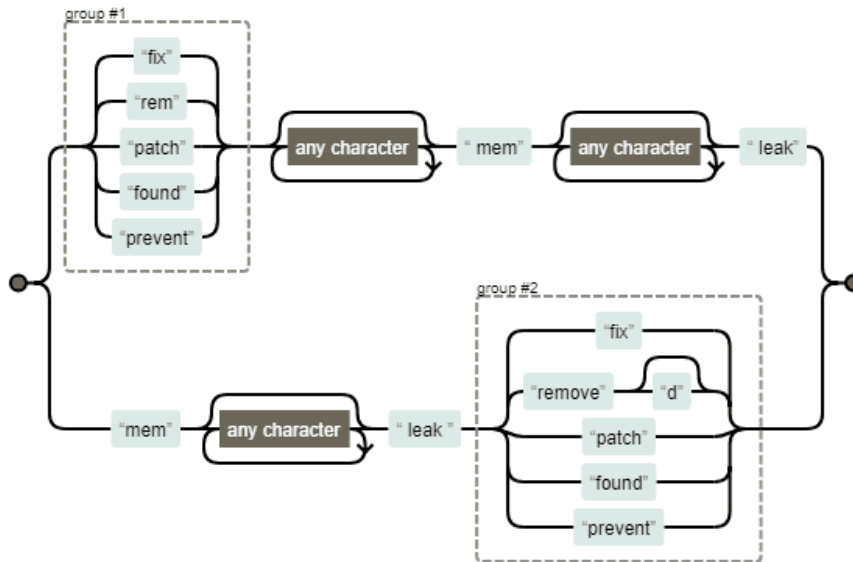 group #1
“fix”
“rem”
“patch”
“found”
“prevent”
any character
“ mem”
any character
“ leak”
“mem”
any character
“ leak ”
group #2
“fix”
“remove” “d”
“patch”
“found”
“prevent”